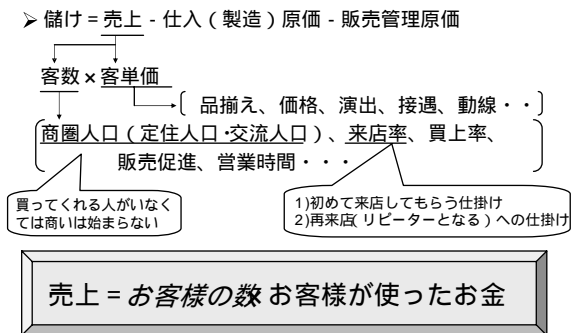 ➢ 儲け = 売上 - 仕入(製造)原価 - 販売管理原価
客数 × 客単価
〔 品揃え、価格、演出、接遇、動線・・〕
商圏人口(定住人口・交流人口)、来店率、買上率、
販売促進、営業時間・・・
買ってくれる人がいなく
ては商いは始まらない
1)初めて来店してもらう仕掛け
2)再来店(リピーターとなる)への仕掛け
売上 = お客様の数× お客様が使ったお金